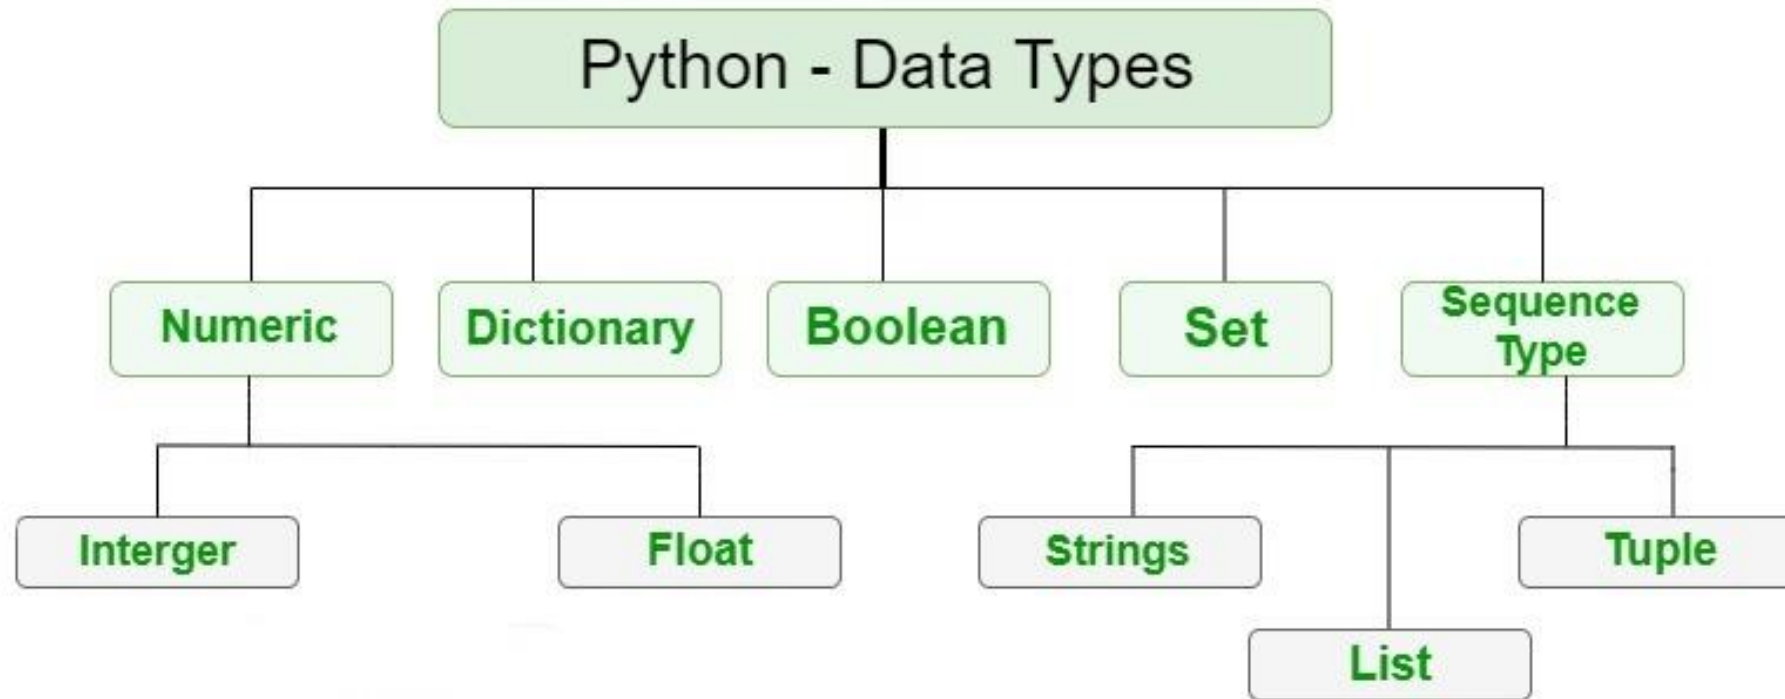 Python - Data Types
Numeric
Dictionary
Boolean
Set
Sequence
Type
Interger
Float
Strings
Tuple
List